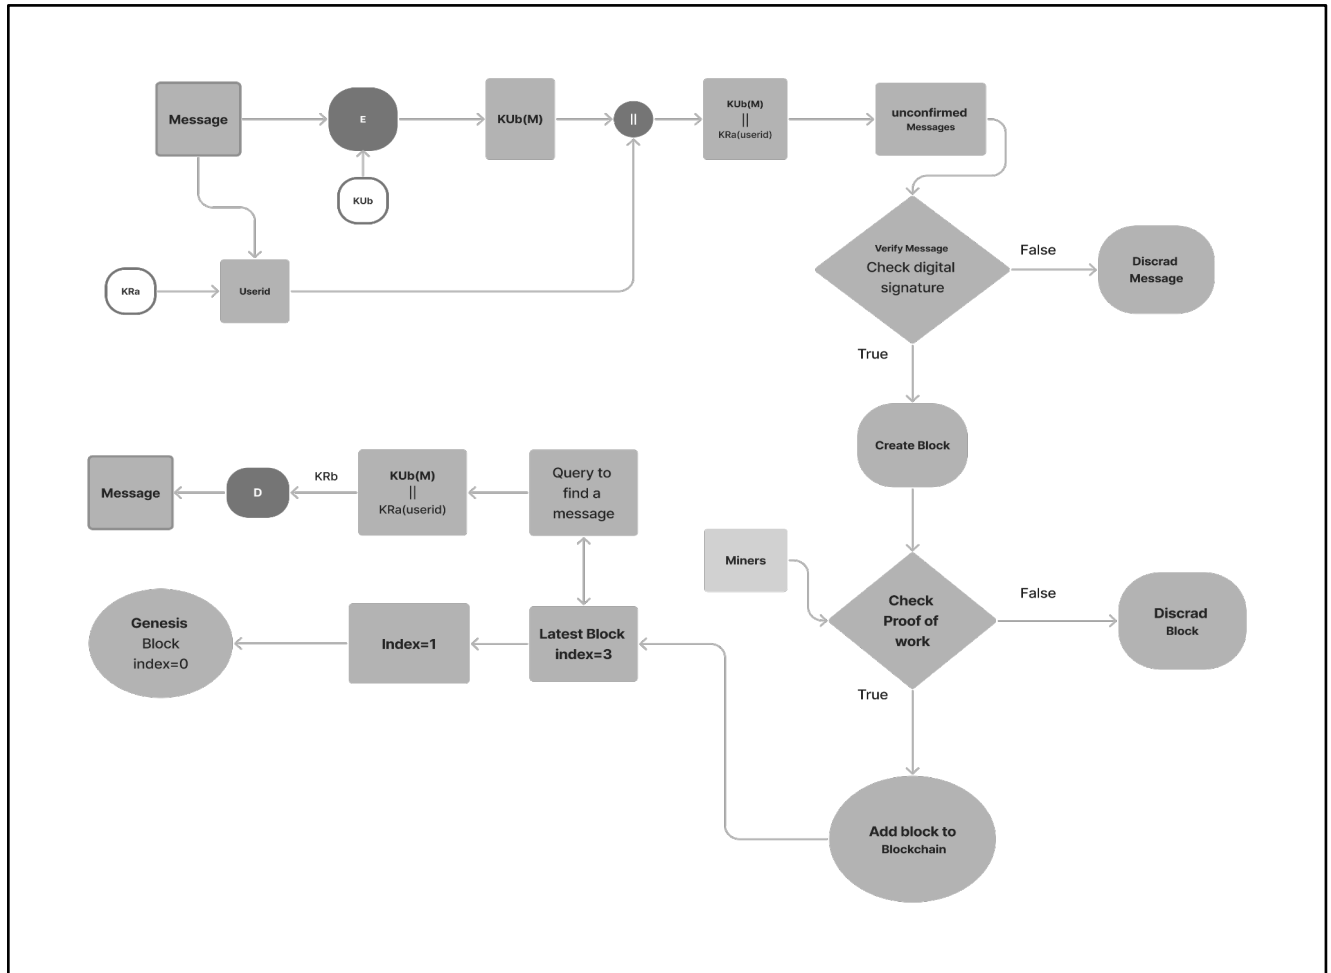 Message
E
KUb(M)
||
KUb(M)
||
KRa(userid)
unconfirmed
Messages
KUb
KRa
Userid
Verify Message
Check digital
signature
False
Discrad
Message
True
Create Block
Message
D
KRb
KUb(M)
||
KRa(userid)
Query to
find a
message
Miners
Check
Proof of
work
False
Discrad
Block
True
Genesis
Block
index=0
Index=1
Latest Block
index=3
Add block to
Blockchain